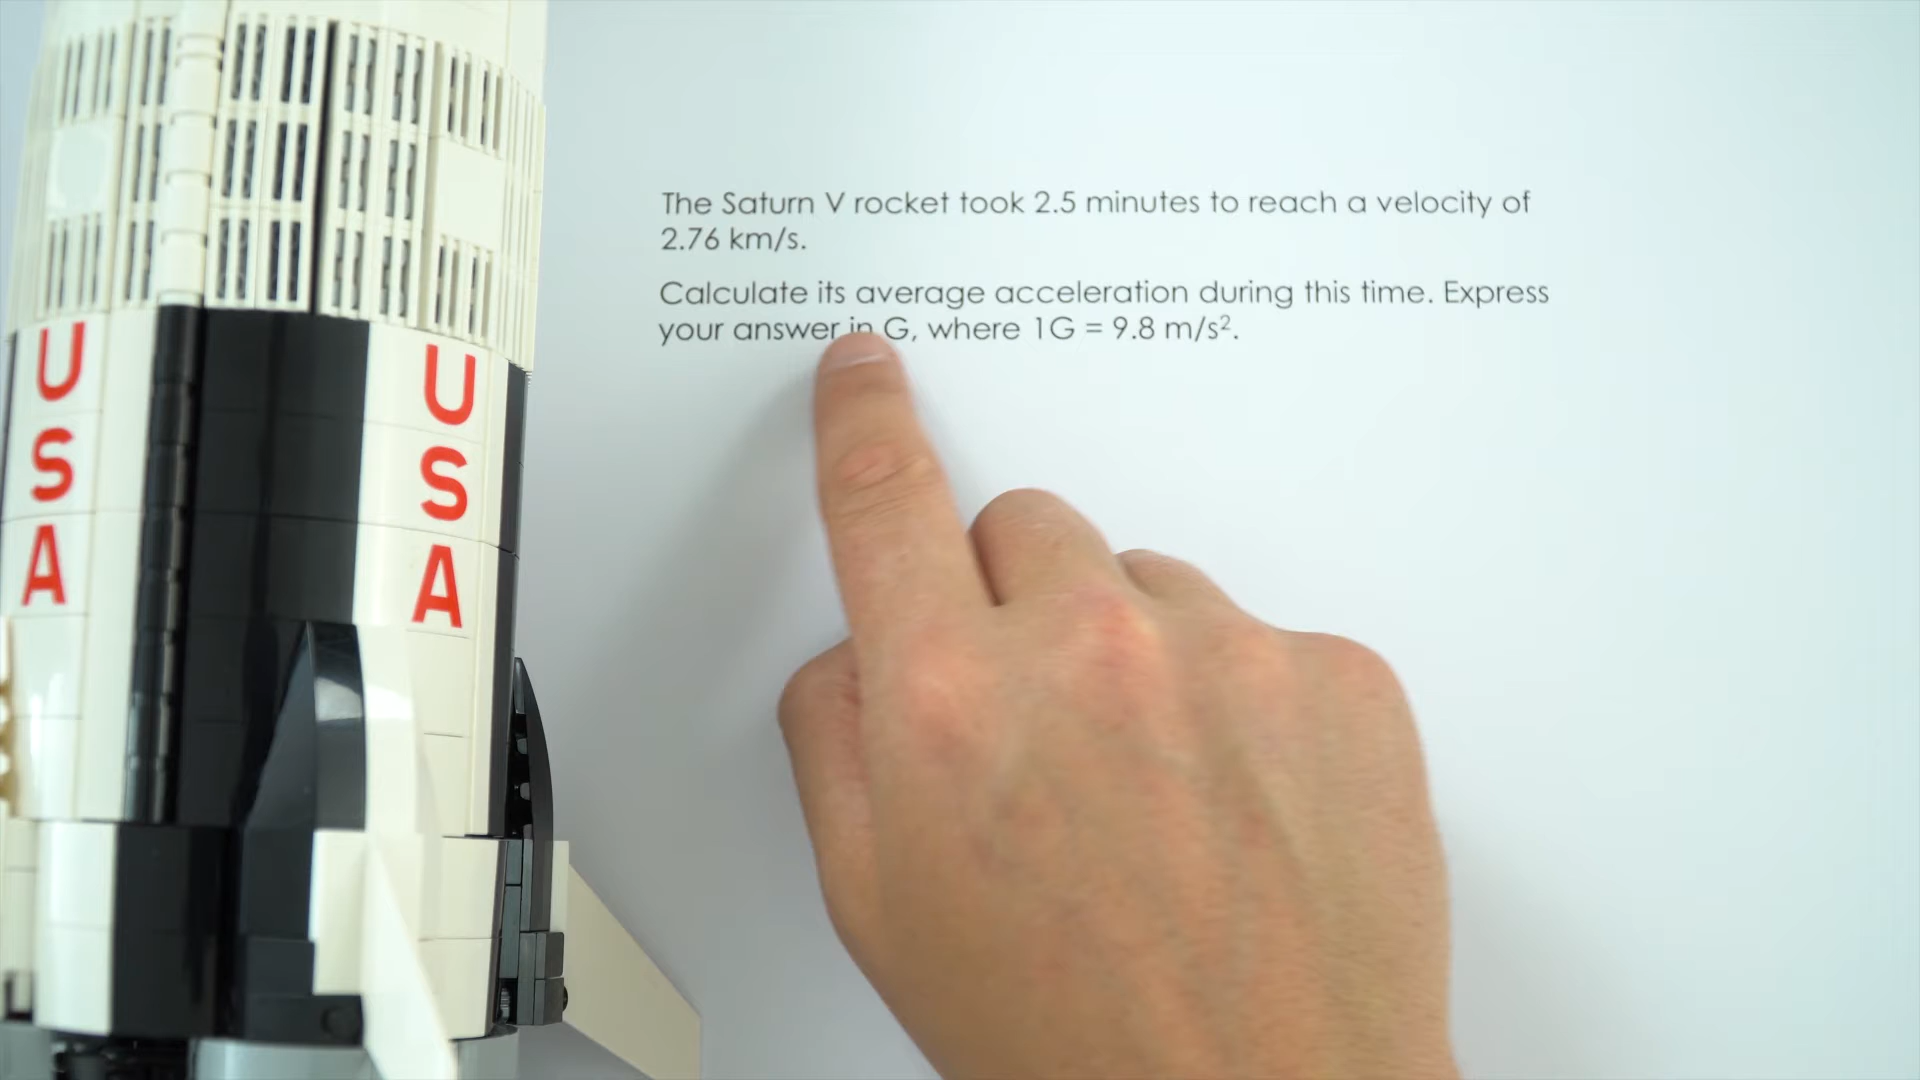 The Saturn V rocket took 2.5 minutes to reach a velocity of
2.76 km/s.
Calculate its average acceleration during this time. Express
your answer in G, where 1G = 9.8 m/s².
U
S
A
U
S
A